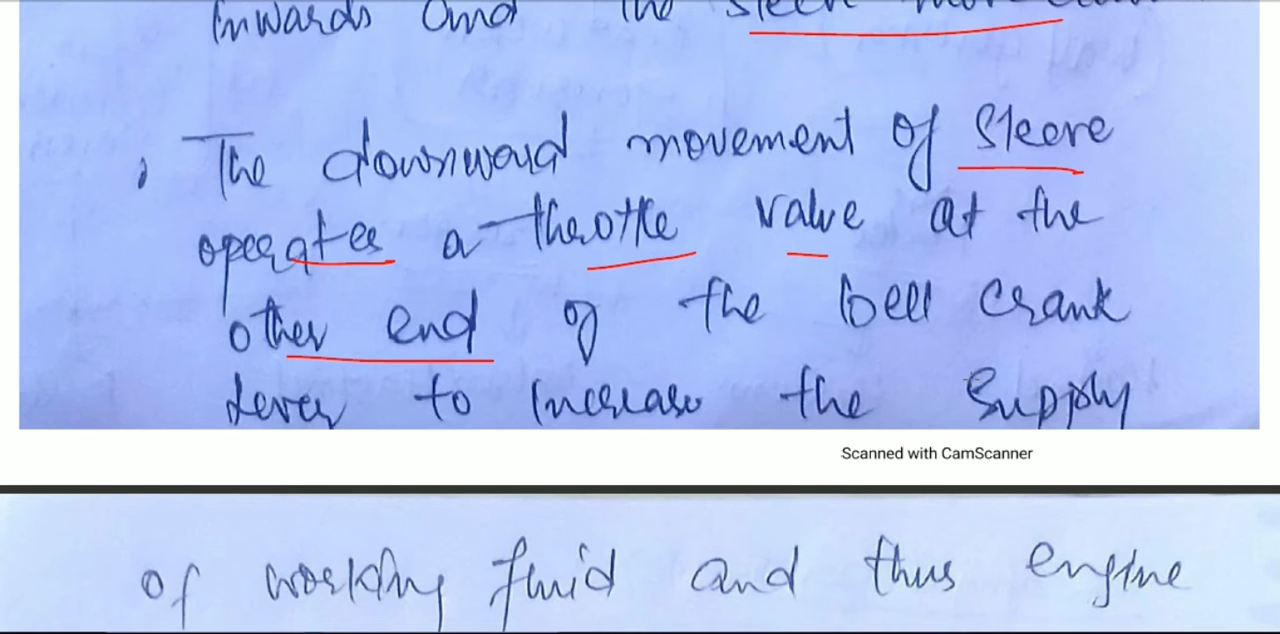 Inwards and the sleeve
• The downward movement of Sleeve
operates a throttle valve at the
other end of the bell crank
lever to increase the Supply
Scanned with CamScanner
of working fluid and thus engine